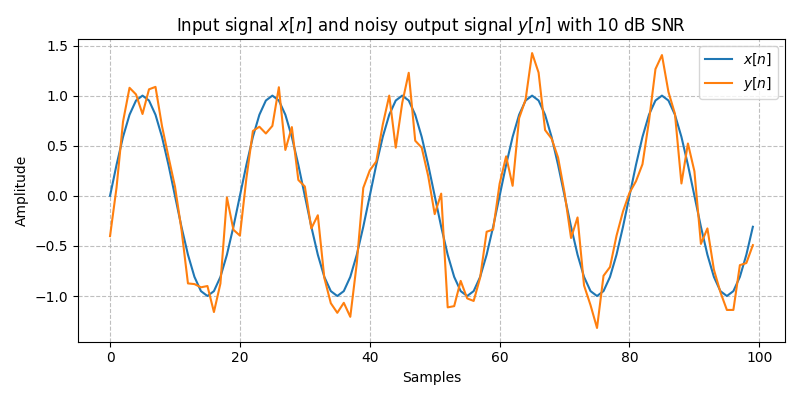 Input signal x[n] and noisy output signal y[n] with 10 dB SNR
1.5
1.0
0.5
0.0
−0.5
−1.0
Amplitude
x[n]
y[n]
0 20 40 60 80 100
Samples